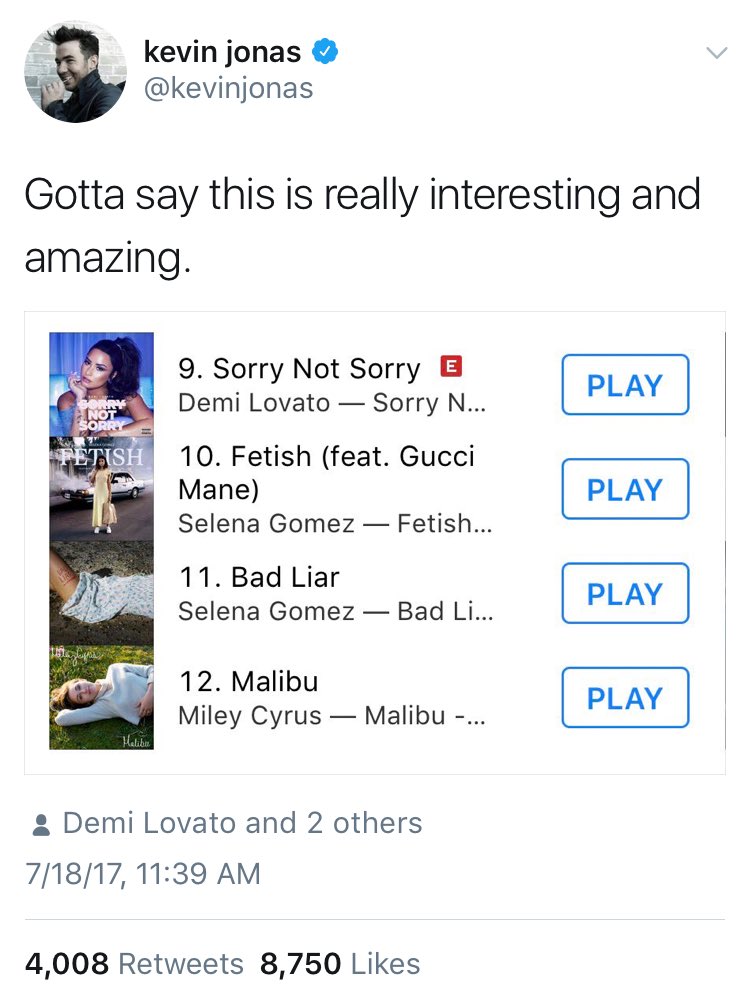 kevin jonas
@kevinjonas
Gotta say this is really interesting and
amazing.
SORRY
NOT
SORRY
9. Sorry Not Sorry E
Demi Lovato — Sorry N...
PLAY
FETISH
10. Fetish (feat. Gucci
Mane)
Selena Gomez — Fetish...
PLAY
11. Bad Liar
Selena Gomez — Bad Li...
PLAY
Malibu
12. Malibu
Miley Cyrus — Malibu -...
PLAY
Demi Lovato and 2 others
7/18/17, 11:39 AM
4,008 Retweets 8,750 Likes